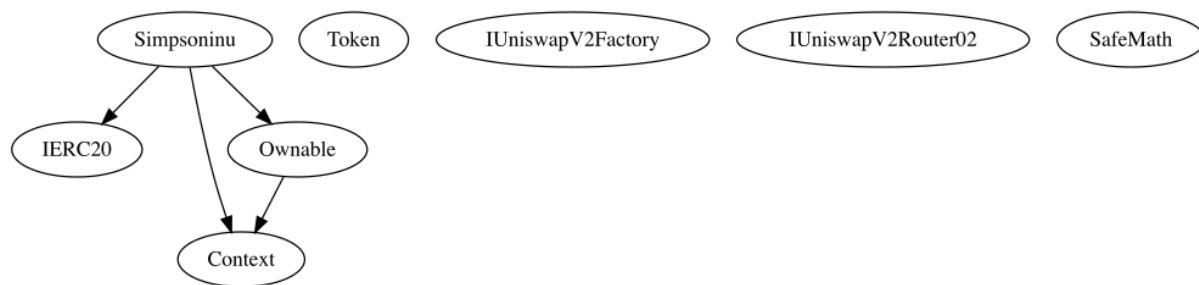 Simpsoninu
Token
IUniswapV2Factory
IUniswapV2Router02
SafeMath
IERC20
Ownable
Context